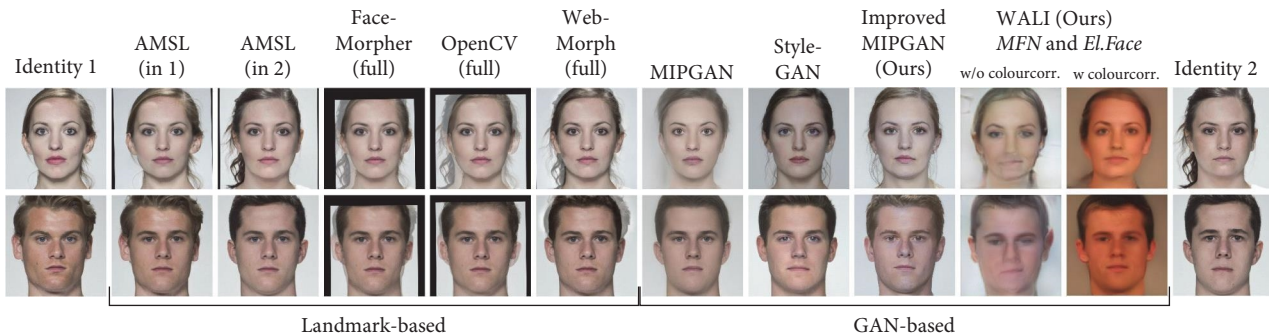 Identity 1
AMSL
(in 1)
AMSL
(in 2)
Face-
Morpher
(full)
OpenCV
(full)
Web-
Morph
(full)
MIPGAN
Style-
GAN
Improved
MIPGAN
(Ours)
WALI (Ours)
MFN and El.Face
w/o colourcorr.
w colourcorr.
Identity 2
Landmark-based
GAN-based